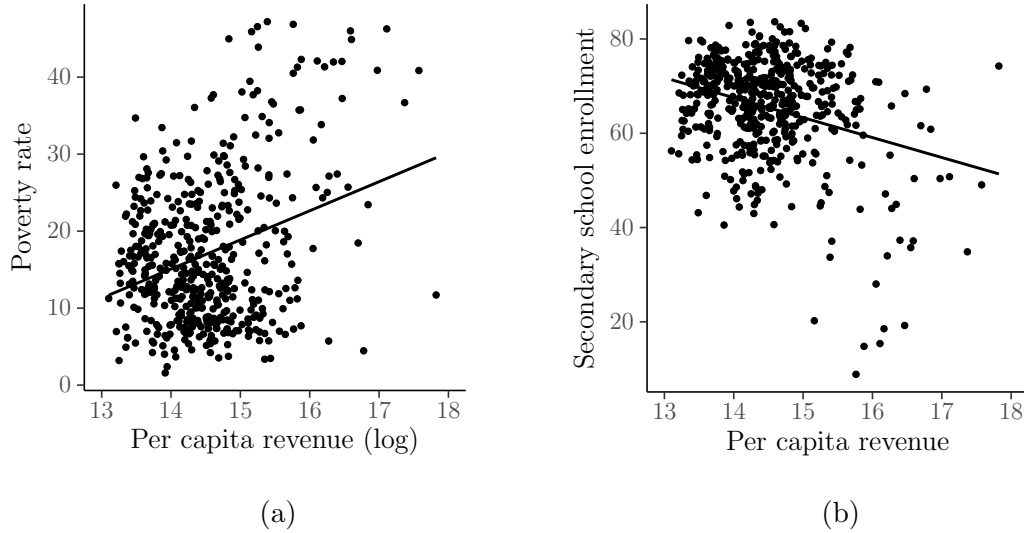 Poverty rate
40
30
20
10
0
13 14 15 16 17 18
Per capita revenue (log)
(a)
Secondary school enrollment
80
60
40
20
13 14 15 16 17 18
Per capita revenue
(b)